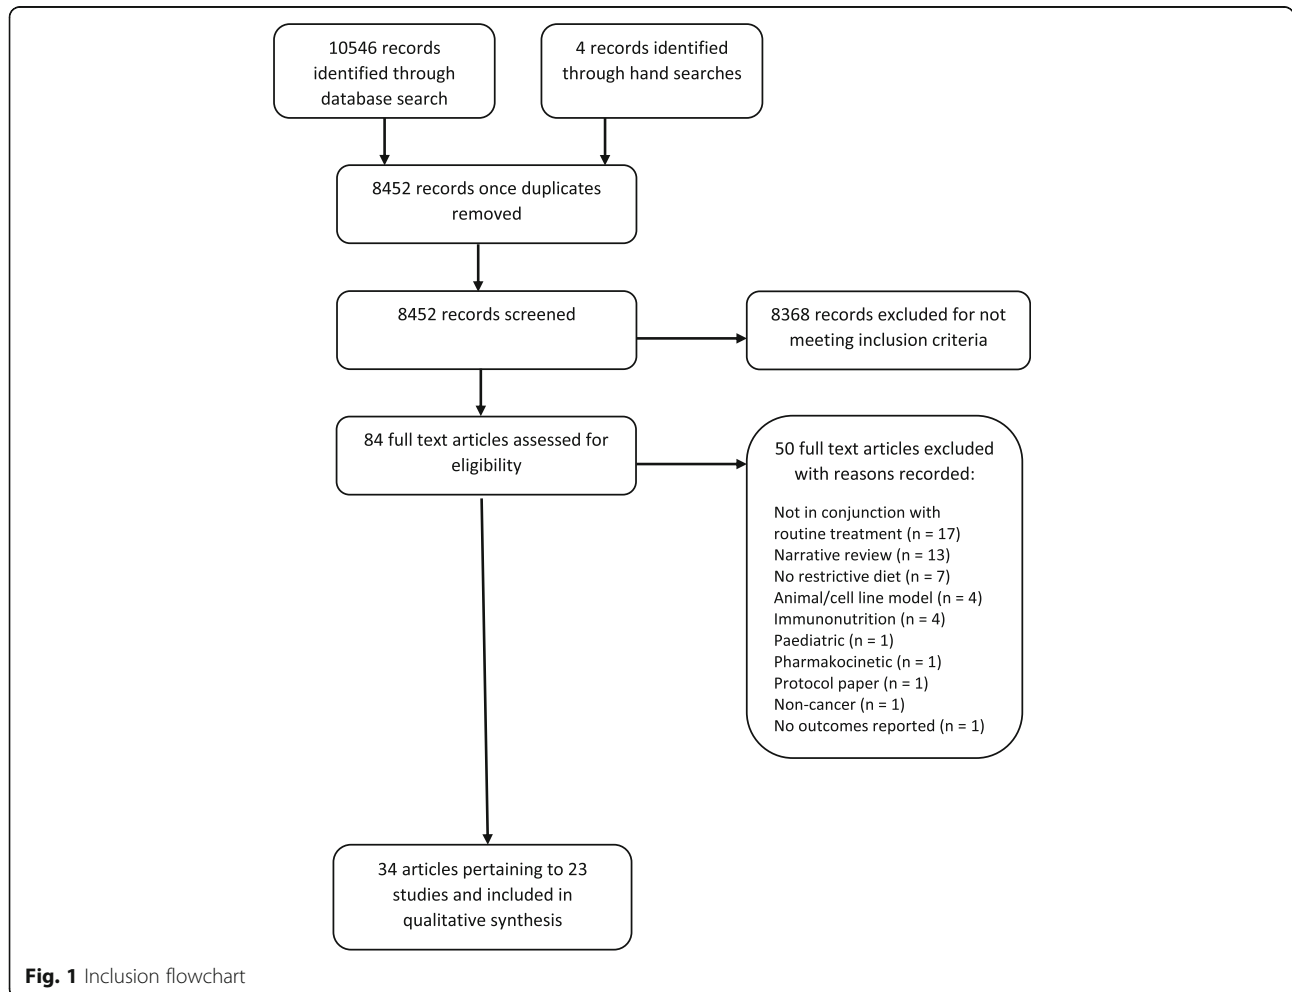 10546 records
identified through
database search
4 records identified
through hand searches
8452 records once duplicates
removed
8452 records screened
8368 records excluded for not
meeting inclusion criteria
84 full text articles assessed for
eligibility
50 full text articles excluded
with reasons recorded:
Not in conjunction with
routine treatment (n = 17)
Narrative review (n = 13)
No restrictive diet (n = 7)
Animal/cell line model (n = 4)
Immunonutrition (n = 4)
Paediatric (n = 1)
Pharmakocinetic (n = 1)
Protocol paper (n = 1)
Non-cancer (n = 1)
No outcomes reported (n = 1)
34 articles pertaining to 23
studies and included in
qualitative synthesis
Fig. 1 Inclusion flowchart